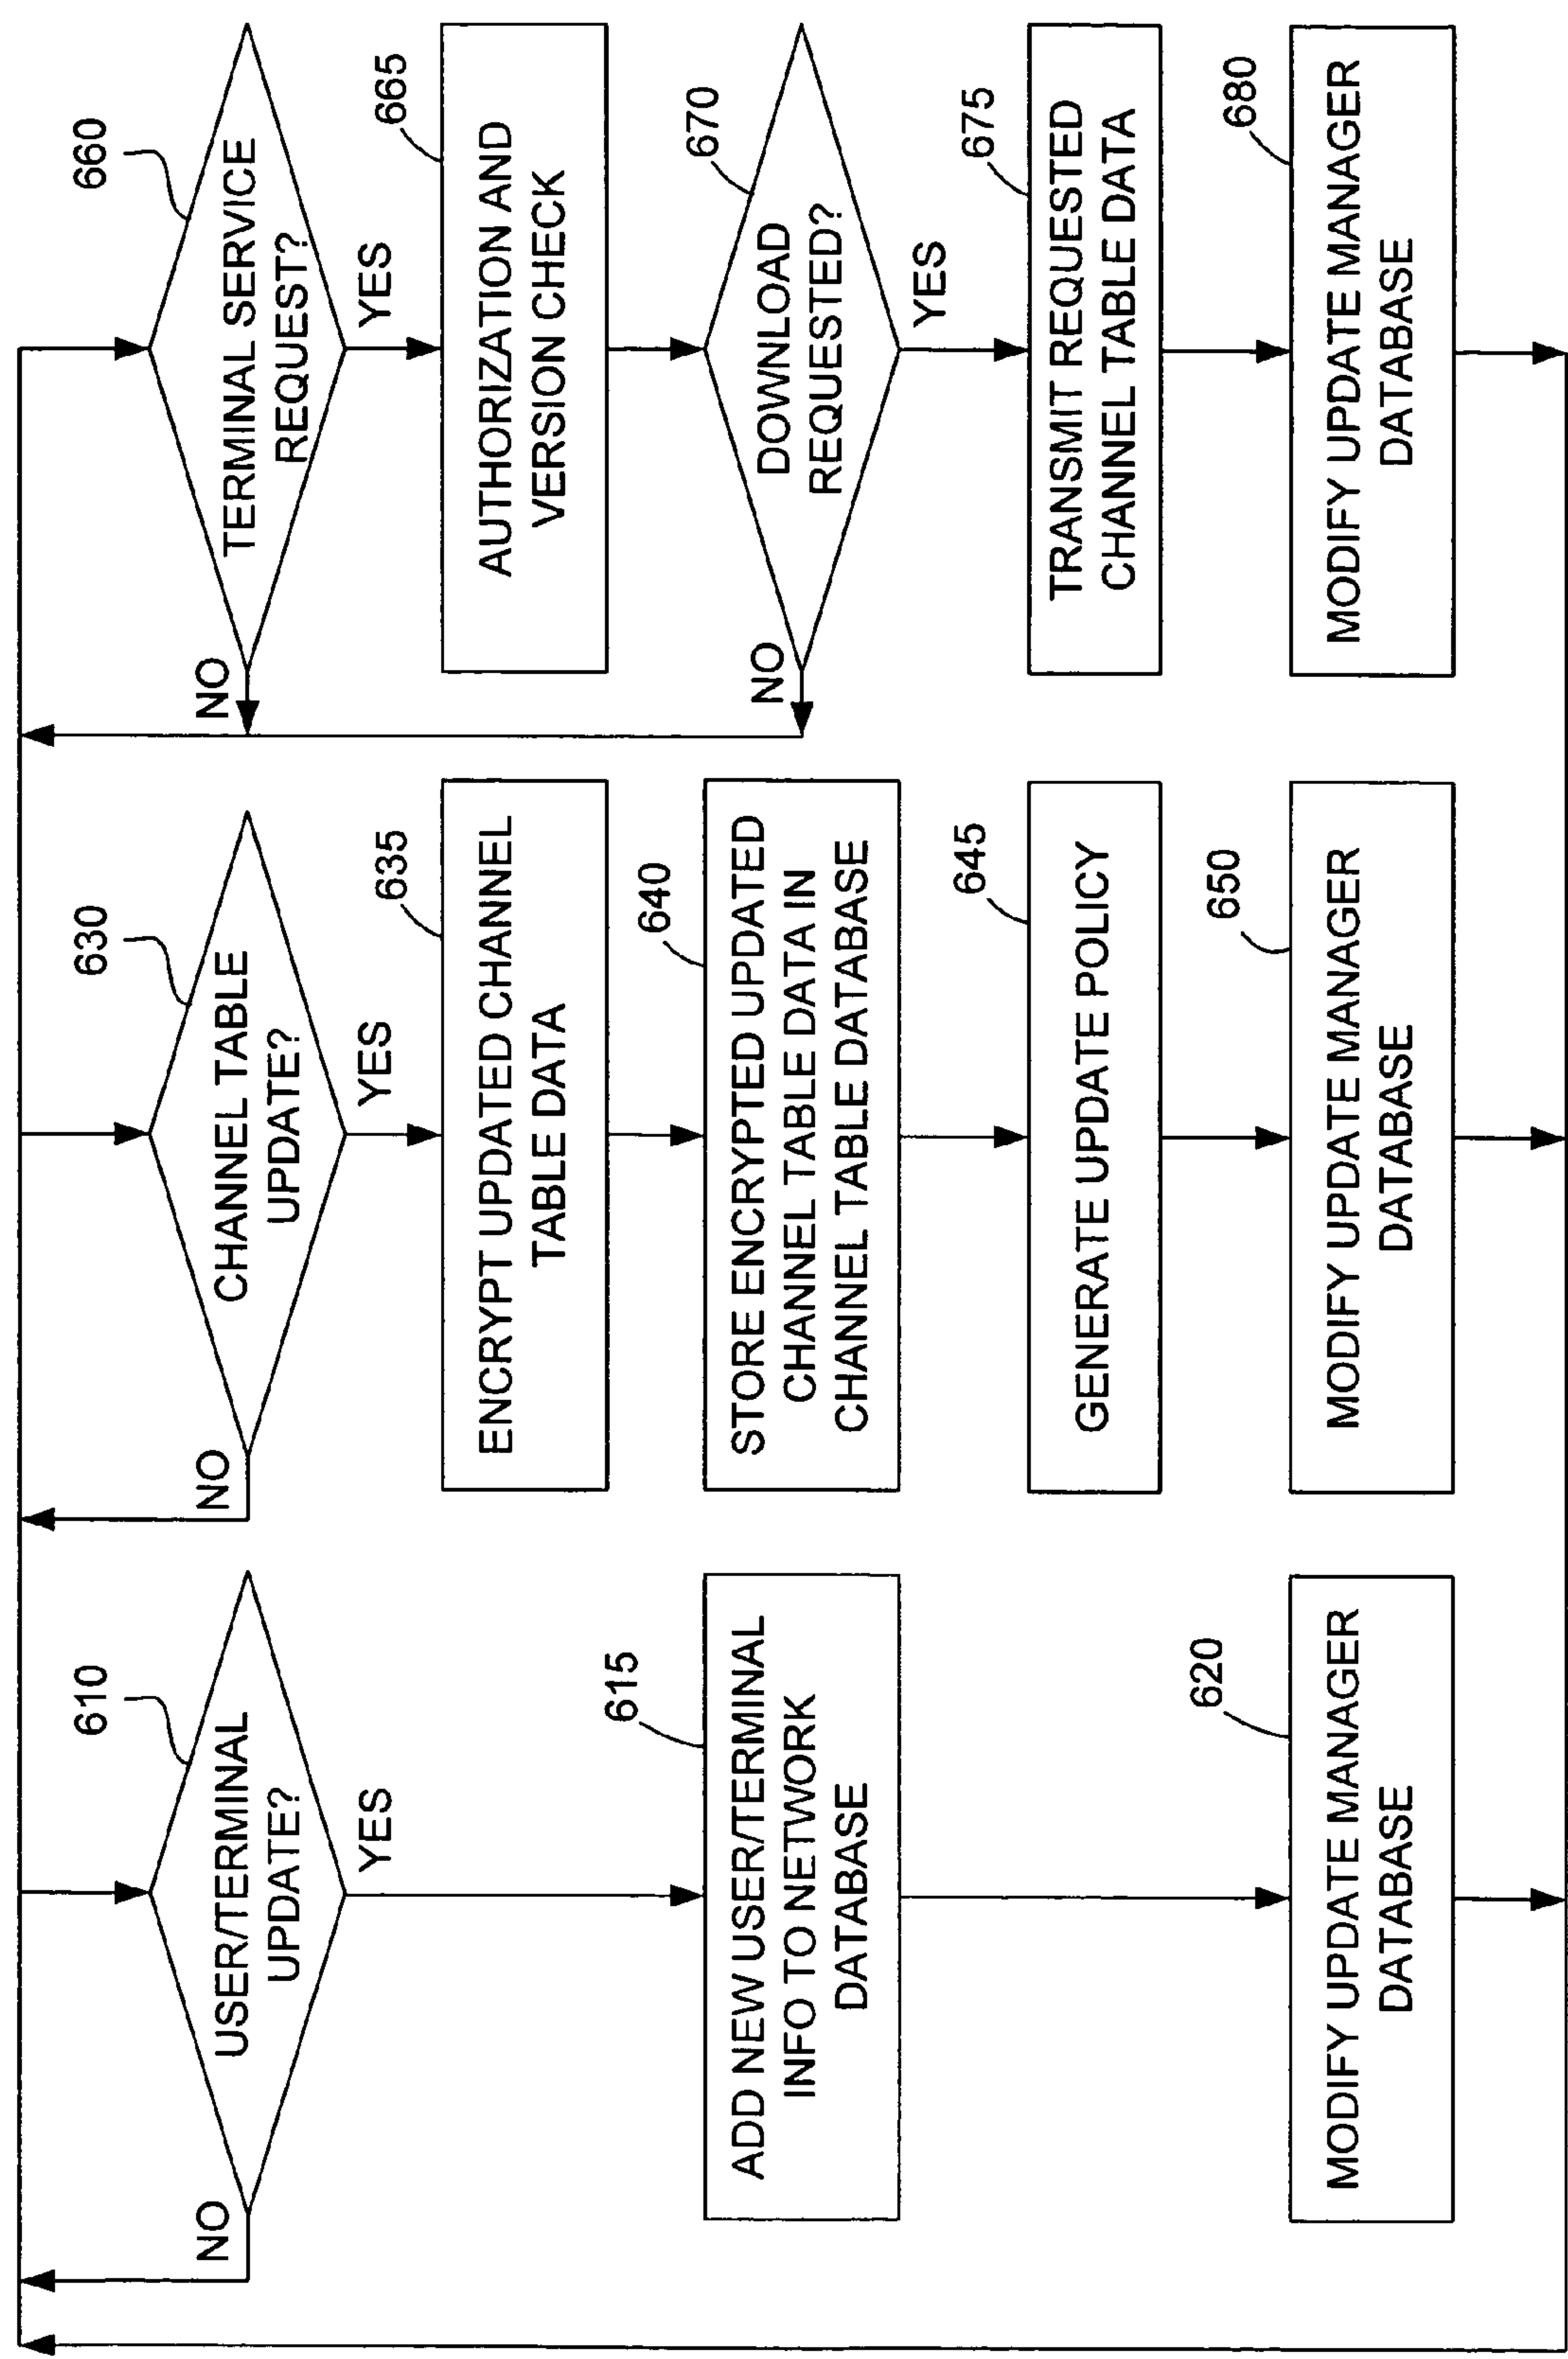 610
USER/TERMINAL
UPDATE?
NO
YES
615
ADD NEW USER/TERMINAL
INFO TO NETWORK
DATABASE
620
MODIFY UPDATE MANAGER
DATABASE
630
CHANNEL TABLE
UPDATE?
NO
YES
635
ENCRYPT UPDATED CHANNEL
TABLE DATA
640
STORE ENCRYPTED UPDATED
CHANNEL TABLE DATA IN
CHANNEL TABLE DATABASE
645
GENERATE UPDATE POLICY
650
MODIFY UPDATE MANAGER
DATABASE
660
TERMINAL SERVICE
REQUEST?
NO
YES
665
AUTHORIZATION AND
VERSION CHECK
670
DOWNLOAD
REQUESTED?
NO
YES
675
TRANSMIT REQUESTED
CHANNEL TABLE DATA
680
MODIFY UPDATE MANAGER
DATABASE